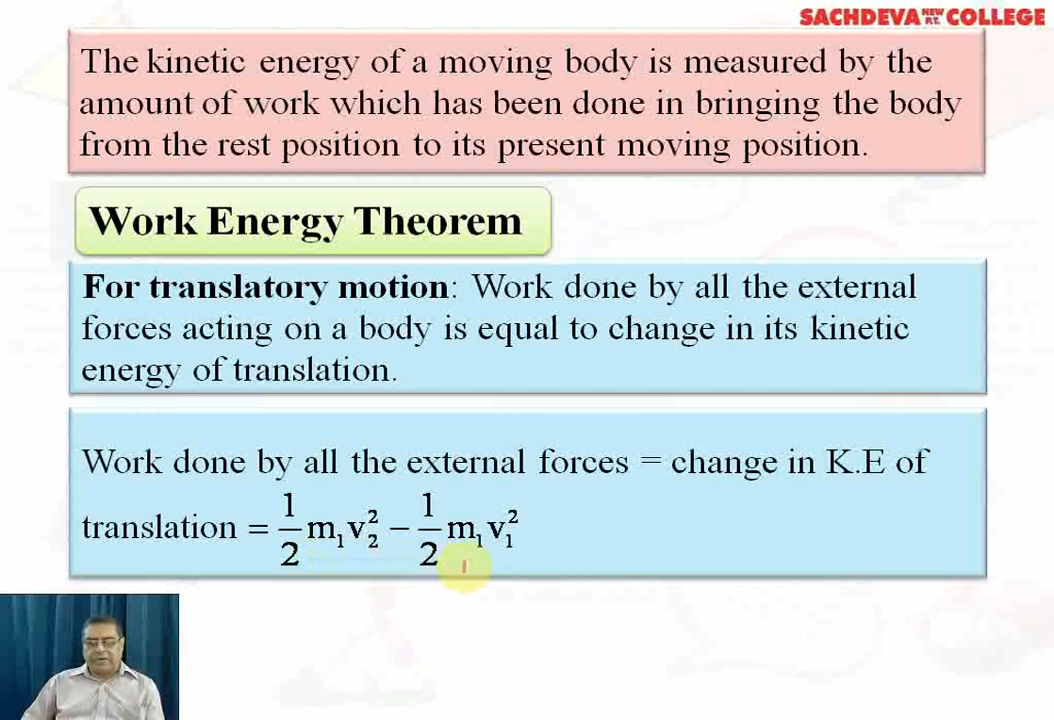 SACHDEVA NEW P.T. COLLEGE
The kinetic energy of a moving body is measured by the
amount of work which has been done in bringing the body
from the rest position to its present moving position.
Work Energy Theorem
For translatory motion: Work done by all the external
forces acting on a body is equal to change in its kinetic
energy of translation.
Work done by all the external forces = change in K.E of
translation = 1/2 m₁v₂² − 1/2 m₁v₁²